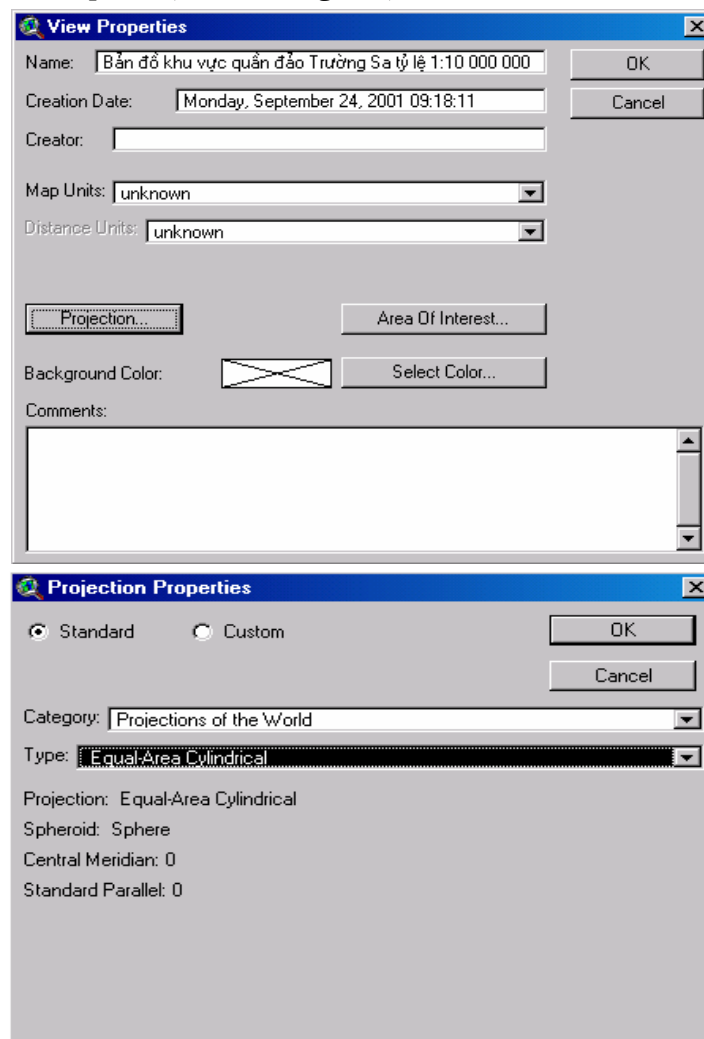 View Properties
Name: Bản đồ khu vực quần đảo Trường Sa tỷ lệ 1:10 000 000 OK
Creation Date: Monday, September 24, 2001 09:18:11 Cancel
Creator:
Map Units: unknown
Distance Units: unknown
Projection... Area Of Interest...
Background Color: Select Color...
Comments:
Projection Properties
Standard Custom OK
Cancel
Category: Projections of the World
Type: Equal-Area Cylindrical
Projection: Equal-Area Cylindrical
Spheroid: Sphere
Central Meridian: 0
Standard Parallel: 0